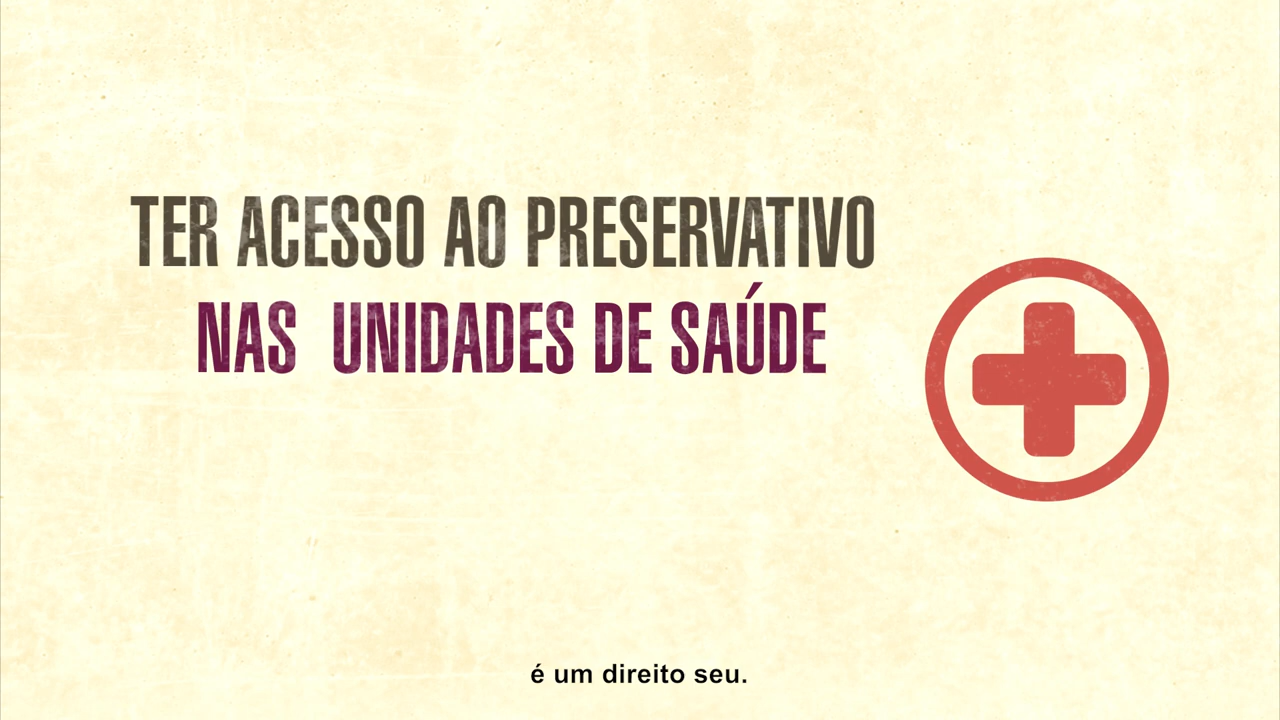 TER ACESSO AO PRESERVATIVO
NAS UNIDADES DE SAÚDE
é um direito seu.